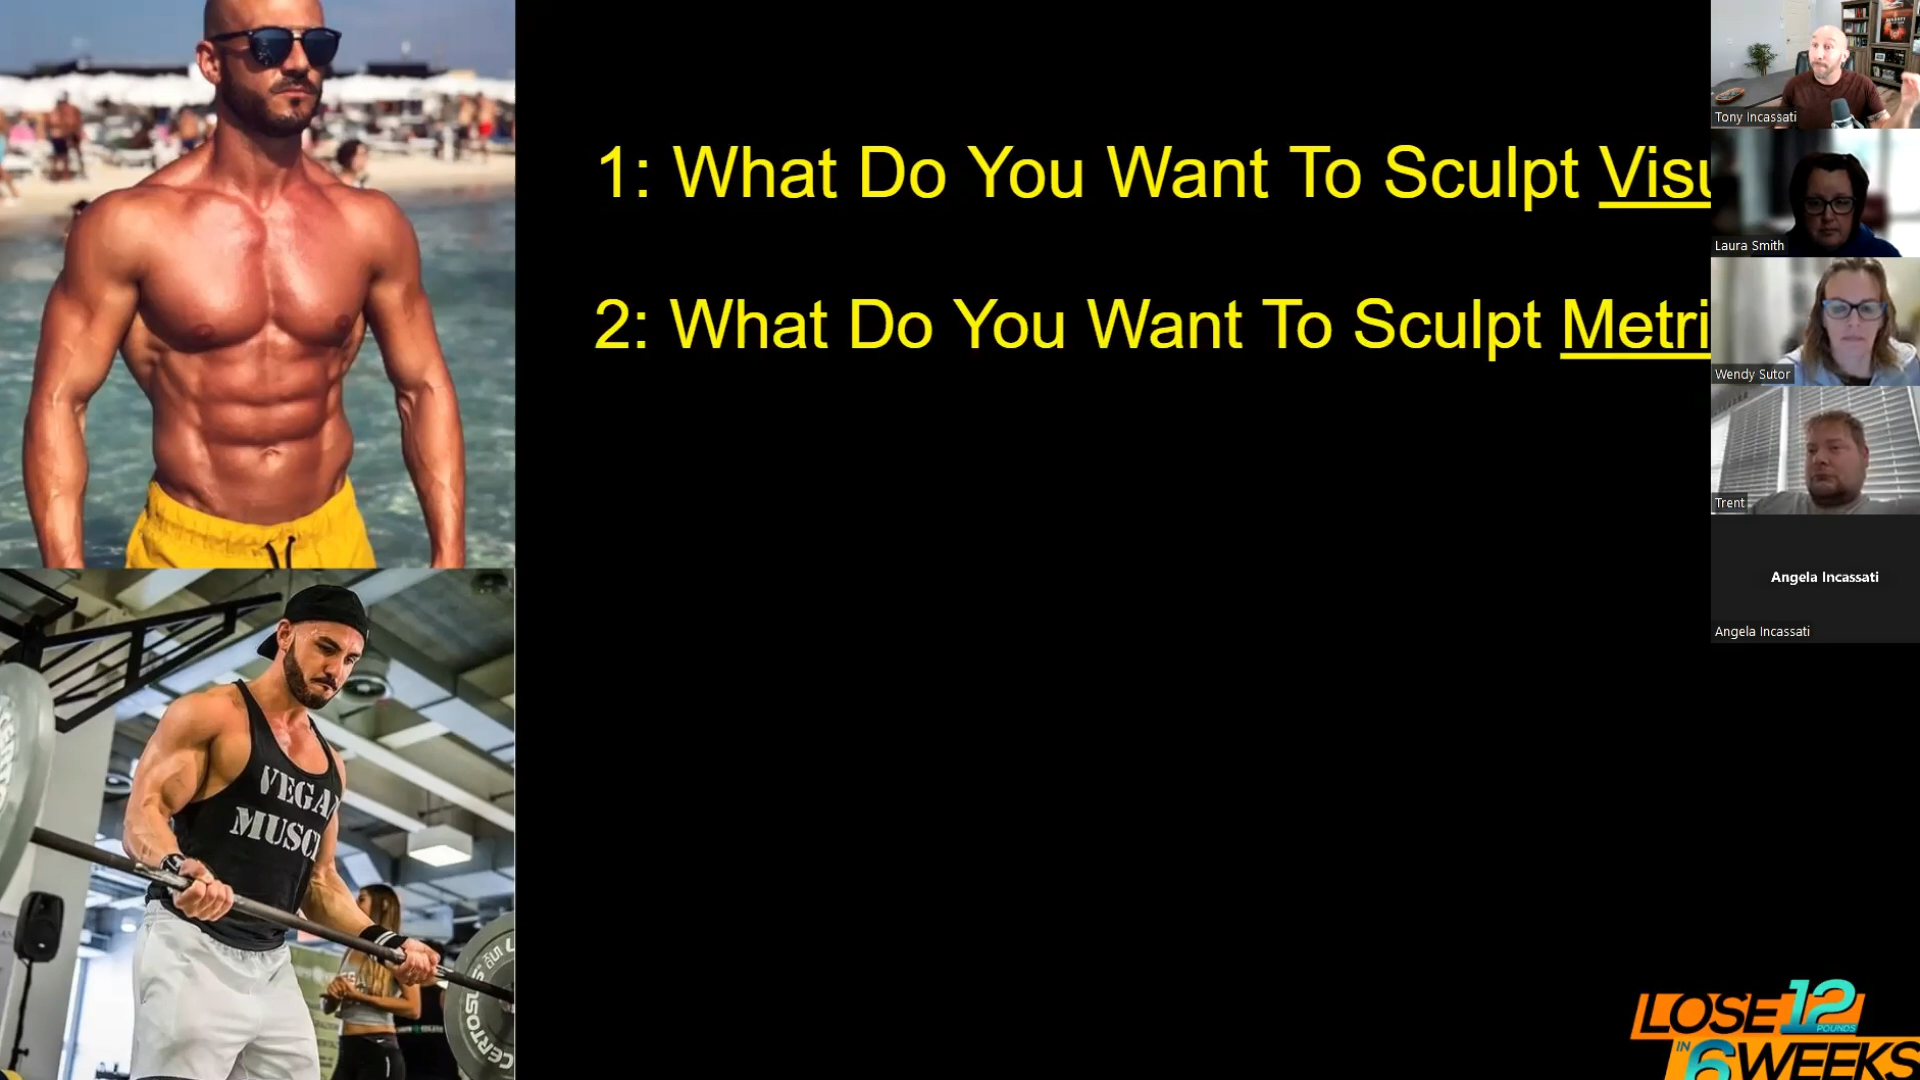 1: What Do You Want To Sculpt Visu
2: What Do You Want To Sculpt Metri
VEGAN
MUSCL
Tony Incassati
Laura Smith
Wendy Sutor
Trent
Angela Incassati
Angela Incassati
LOSE 12
POUNDS
IN 6 WEEKS